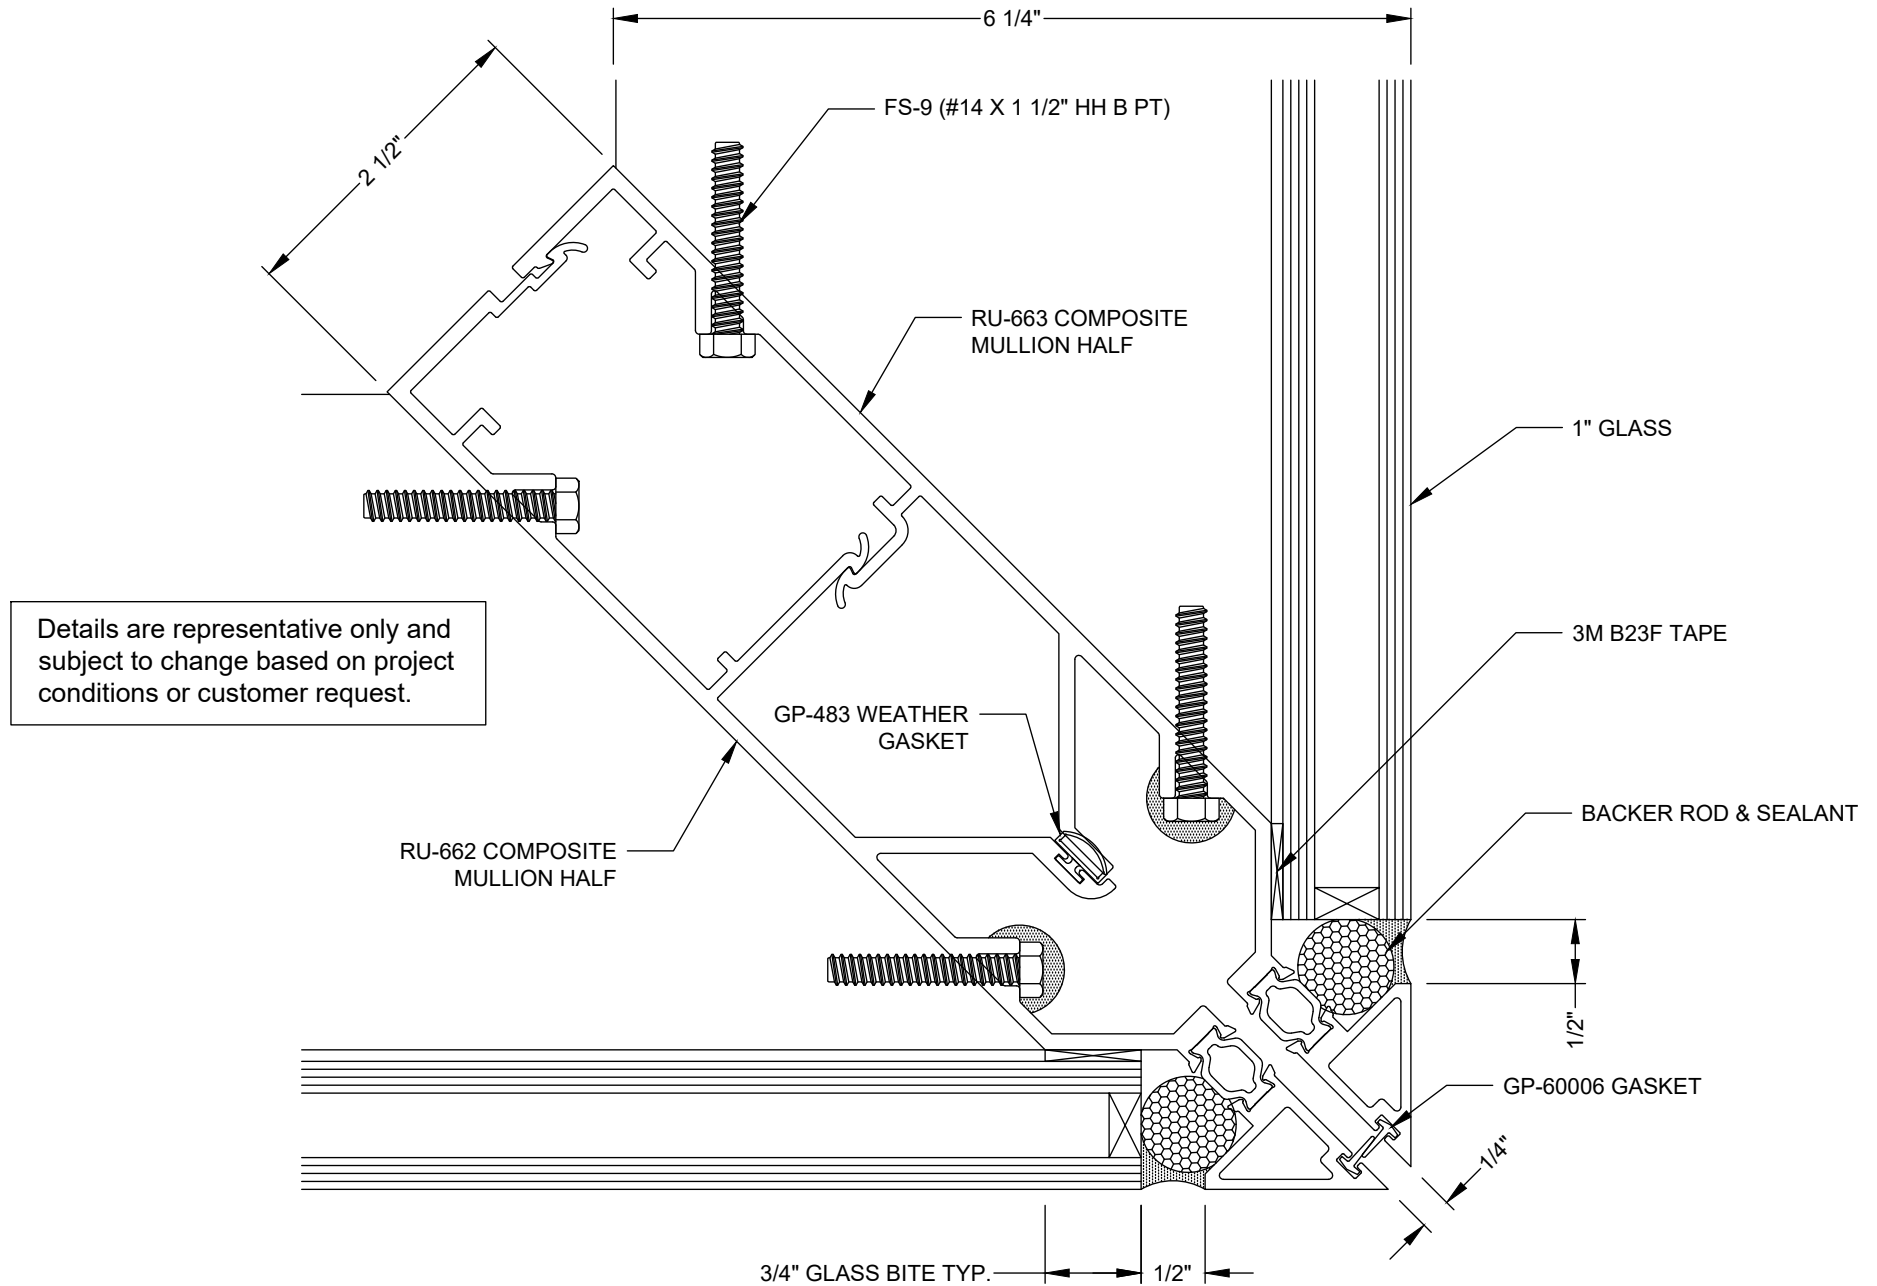 6 1/4"
2 1/2"
FS-9 (#14 X 1 1/2" HH B PT)
RU-663 COMPOSITE
MULLION HALF
1" GLASS
Details are representative only and
subject to change based on project
conditions or customer request.
3M B23F TAPE
GP-483 WEATHER
GASKET
BACKER ROD & SEALANT
RU-662 COMPOSITE
MULLION HALF
1/2"
GP-60006 GASKET
1/4"
3/4" GLASS BITE TYP.
1/2"